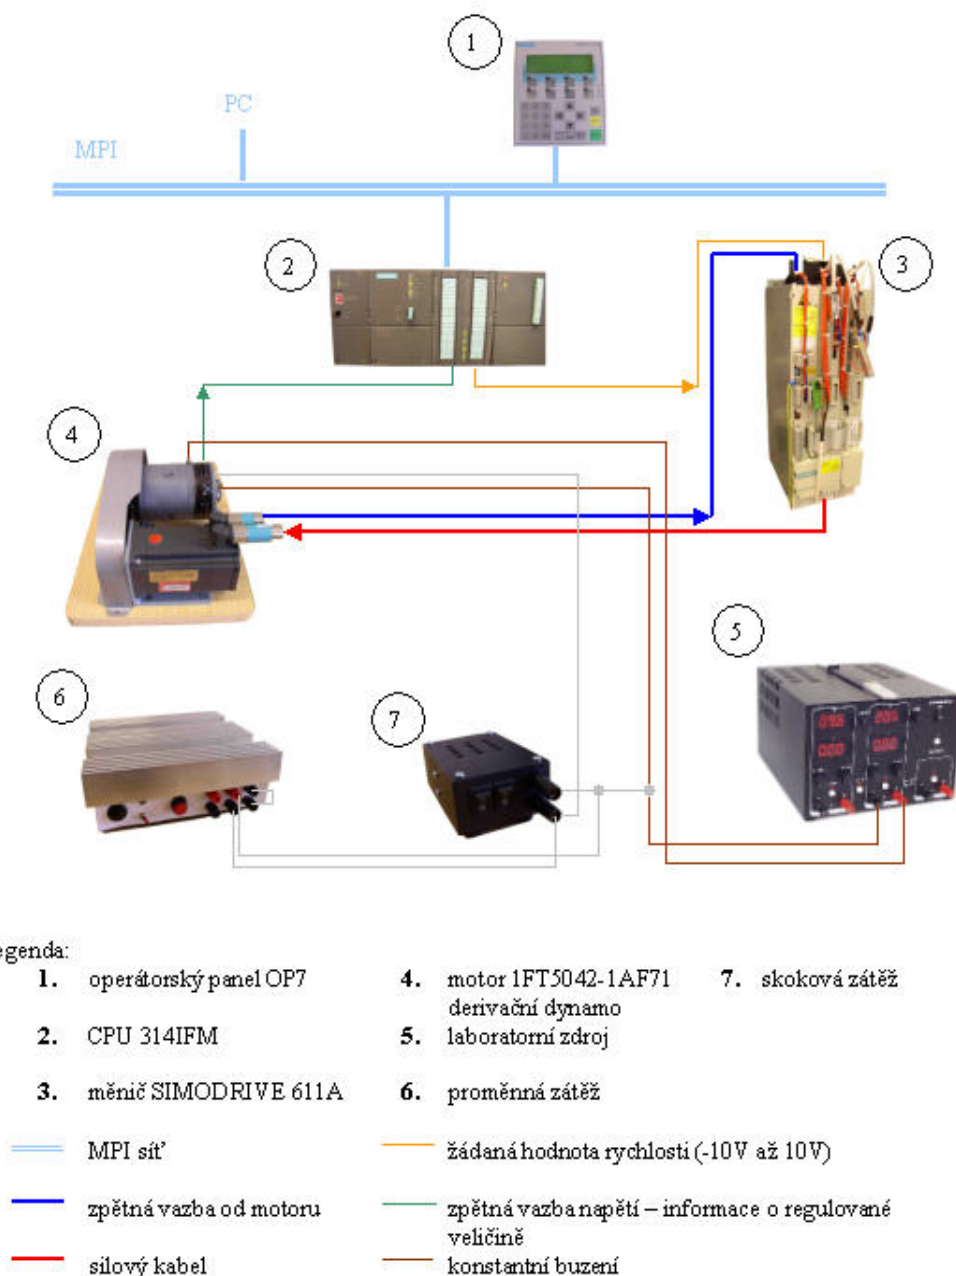 1
PC
MPI
2
3
4
5
6
7
egenda:
1. operátorský panel OP7
4. motor 1FT5042-1AF71
derivační dynamo
7. skoková zátěž
2. CPU 314IFM
5. laboratorní zdroj
3. měnič SIMODRIVE 611A
6. proměnná zátěž
MPI síť
žádaná hodnota rychlosti (-10V až 10V)
zpětná vazba od motoru
zpětná vazba napětí – informace o regulované
veličině
silový kabel
konstantní buzení